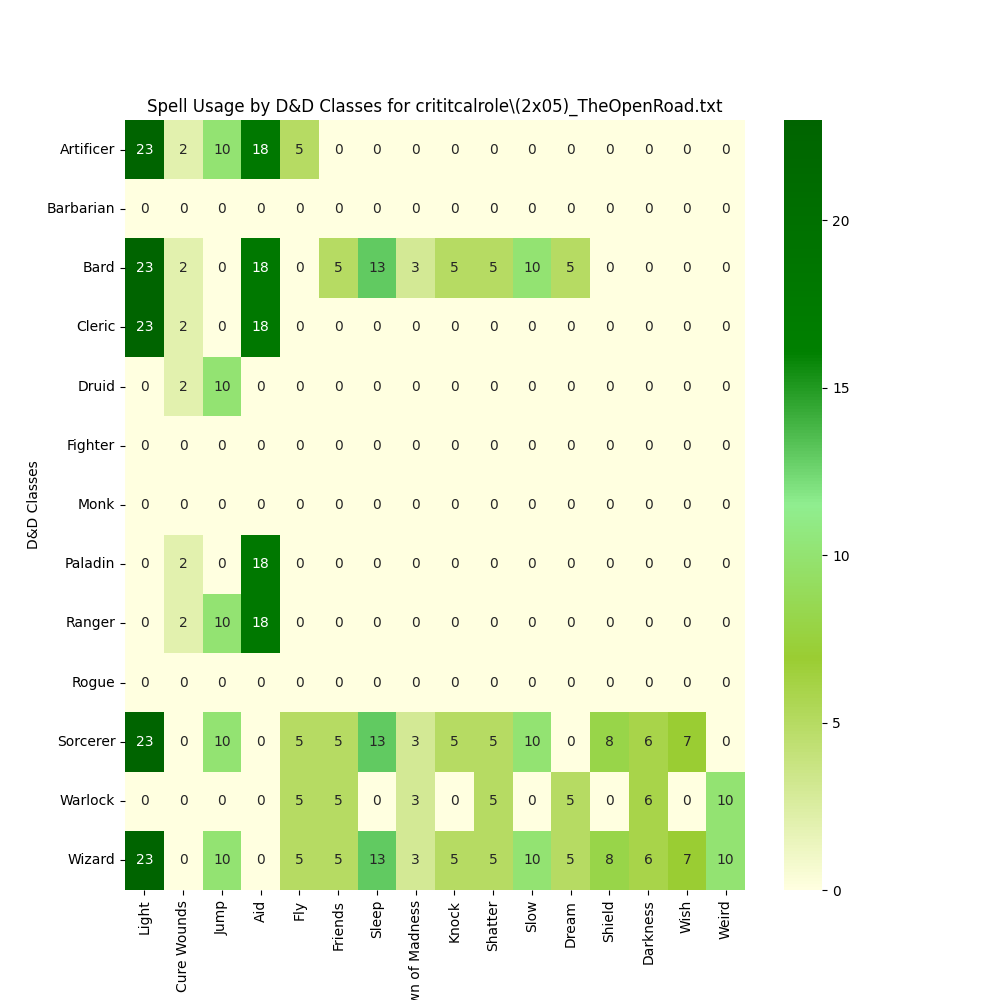 Spell Usage by D&D Classes for crititcalrole\(2x05)_TheOpenRoad.txt
Artificer 23 2 10 18 5 0 0 0 0 0 0 0 0 0 0 0
Barbarian 0 0 0 0 0 0 0 0 0 0 0 0 0 0 0 0
Bard 23 2 0 18 0 5 13 3 5 5 10 5 0 0 0 0
Cleric 23 2 0 18 0 0 0 0 0 0 0 0 0 0 0 0
Druid 0 2 10 0 0 0 0 0 0 0 0 0 0 0 0 0
Fighter 0 0 0 0 0 0 0 0 0 0 0 0 0 0 0 0
Monk 0 0 0 0 0 0 0 0 0 0 0 0 0 0 0 0
Paladin 0 2 0 18 0 0 0 0 0 0 0 0 0 0 0 0
Ranger 0 2 10 18 0 0 0 0 0 0 0 0 0 0 0 0
Rogue 0 0 0 0 0 0 0 0 0 0 0 0 0 0 0 0
Sorcerer 23 0 10 0 5 5 13 3 5 5 10 0 8 6 7 0
Warlock 0 0 0 0 5 5 0 3 0 5 0 5 0 6 0 10
Wizard 23 0 10 0 5 5 13 3 5 5 10 5 8 6 7 10
D&D Classes
Light
Cure Wounds
Jump
Aid
Fly
Friends
Sleep
of Madness
Knock
Shatter
Slow
Dream
Shield
Darkness
Wish
Weird
20
15
10
5
0